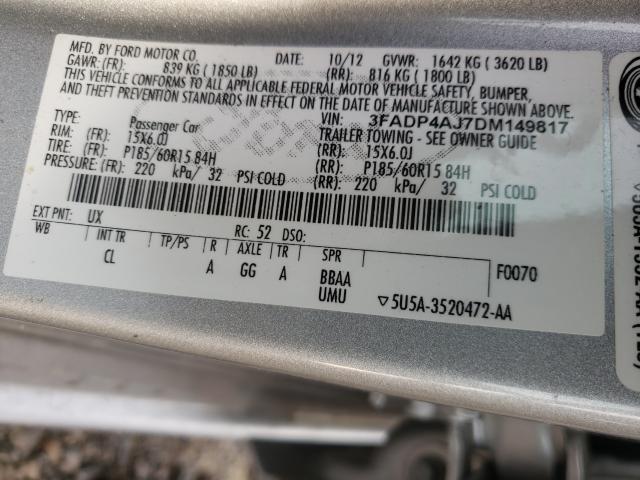 MFD. BY FORD MOTOR CO.
DATE: 10/12 GVWR: 1642 KG ( 3620 LB)
GAWR: (FR): 839 KG ( 1850 LB) (RR): 816 KG ( 1800 LB)
THIS VEHICLE CONFORMS TO ALL APPLICABLE FEDERAL MOTOR VEHICLE SAFETY, BUMPER,
AND THEFT PREVENTION STANDARDS IN EFFECT ON THE DATE OF MANUFACTURE SHOWN ABOVE.
VIN: 3FADP4AJ7DM149817
TYPE: Passenger Car TRAILER TOWING - SEE OWNER GUIDE
RIM: (FR): 15X6.0J (RR): 15X6.0J
TIRE: (FR): P185/60R15 84H (RR): P185/60R15 84H
PRESSURE: (FR): 220 kPa/ 32 PSI COLD (RR): 220 kPa/ 32 PSI COLD
EXT PNT: UX RC: 52 DSO:
WB INT TR TP/PS R AXLE TR SPR F0070
CL A GG A BBAA
UMU ▽5U5A-3520472-AA